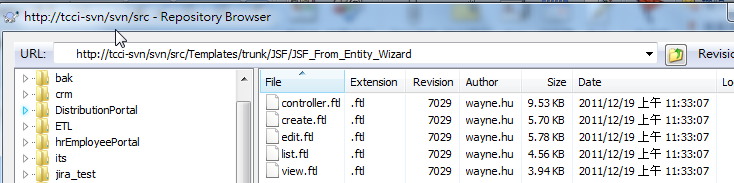 http://tcci-svn/svn/src - Repository Browser
URL: http://tcci-svn/svn/src/Templates/trunk/JSF/JSF_From_Entity_Wizard Revisio
bak
crm
DistributionPortal
ETL
hrEmployeePortal
its
jira_test
File Extension Revision Author Size Date Lo
controller.ftl .ftl 7029 wayne.hu 9.53 KB 2011/12/19 上午 11:33:07
create.ftl .ftl 7029 wayne.hu 5.70 KB 2011/12/19 上午 11:33:07
edit.ftl .ftl 7029 wayne.hu 5.78 KB 2011/12/19 上午 11:33:07
list.ftl .ftl 7029 wayne.hu 4.56 KB 2011/12/19 上午 11:33:07
view.ftl .ftl 7029 wayne.hu 3.94 KB 2011/12/19 上午 11:33:07